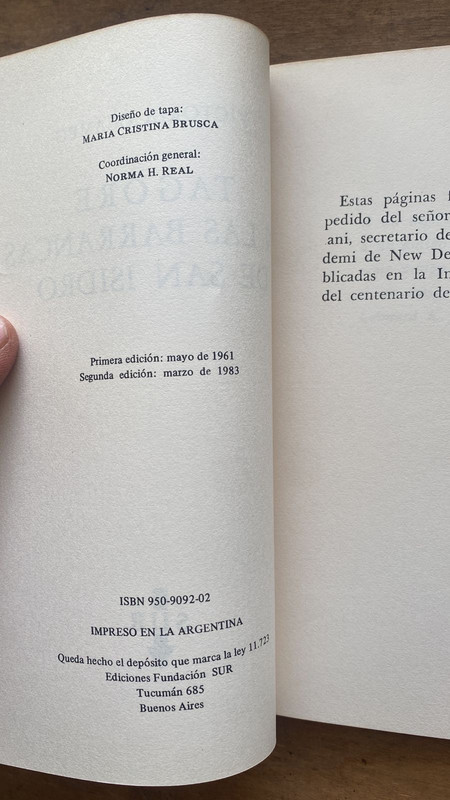 Diseño de tapa:
MARIA CRISTINA BRUSCA
Coordinación general:
NORMA H. REAL
Primera edición: mayo de 1961
Segunda edición: marzo de 1983
ISBN 950-9092-02
IMPRESO EN LA ARGENTINA
Queda hecho el depósito que marca la ley 11.723
Ediciones Fundación SUR
Tucumán 685
Buenos Aires
Estas páginas
pedido del señor
ani, secretario de
demi de New De
blicadas en la In
del centenario de